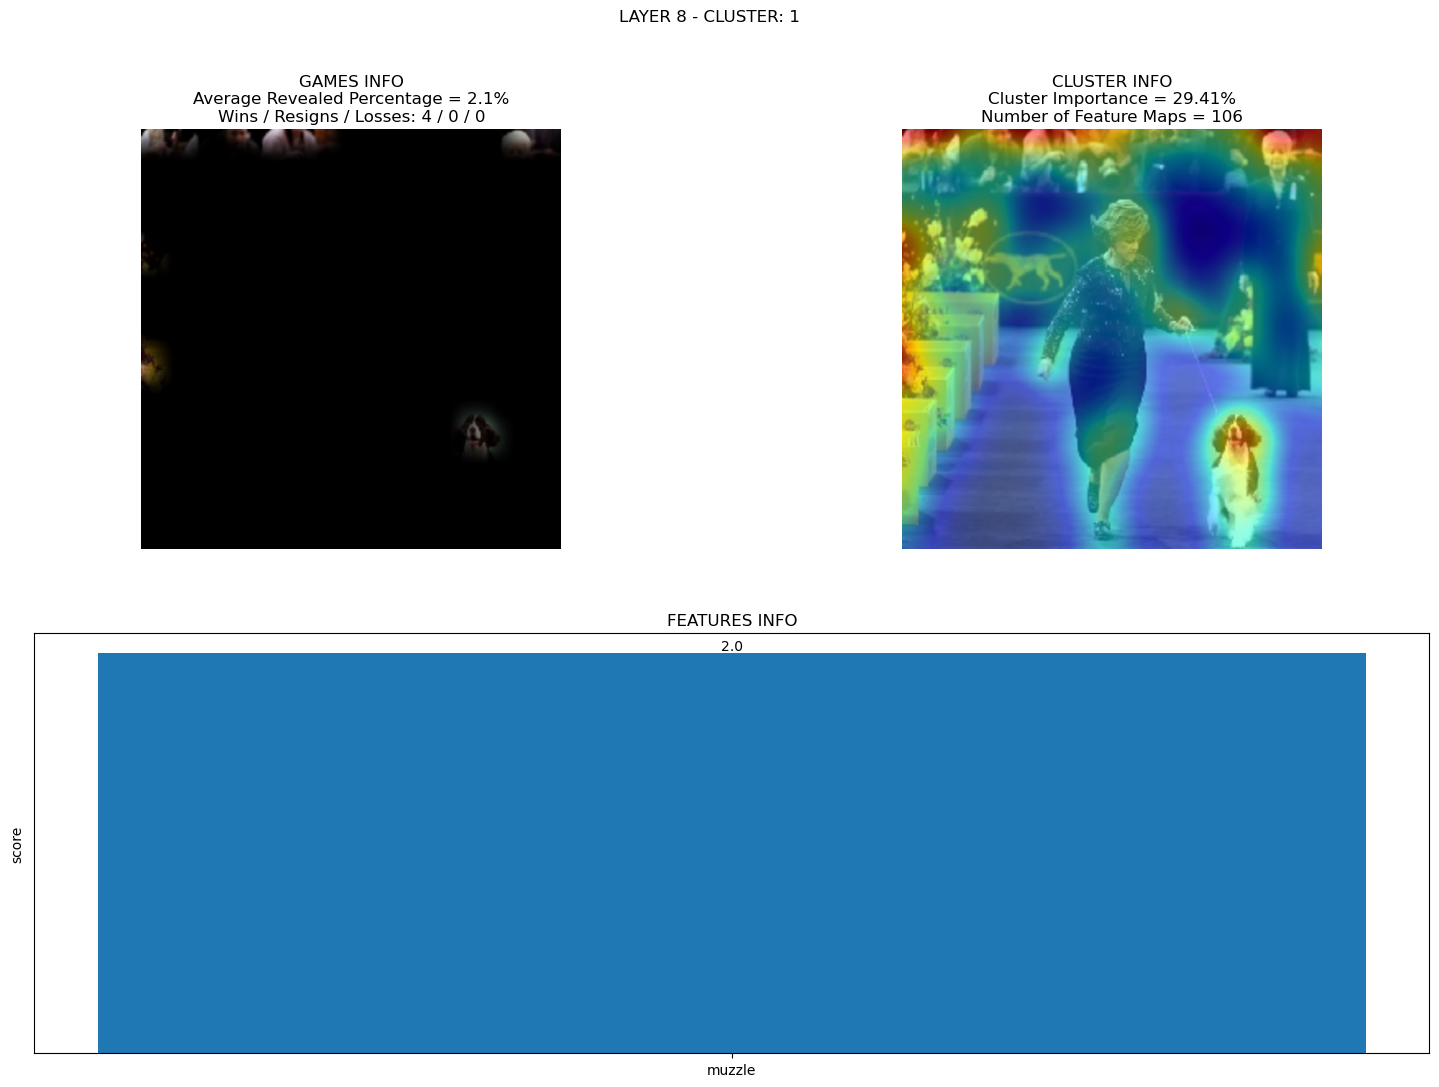 LAYER 8 - CLUSTER: 1
GAMES INFO
Average Revealed Percentage = 2.1%
Wins / Resigns / Losses: 4 / 0 / 0
CLUSTER INFO
Cluster Importance = 29.41%
Number of Feature Maps = 106
FEATURES INFO
2.0
score
muzzle